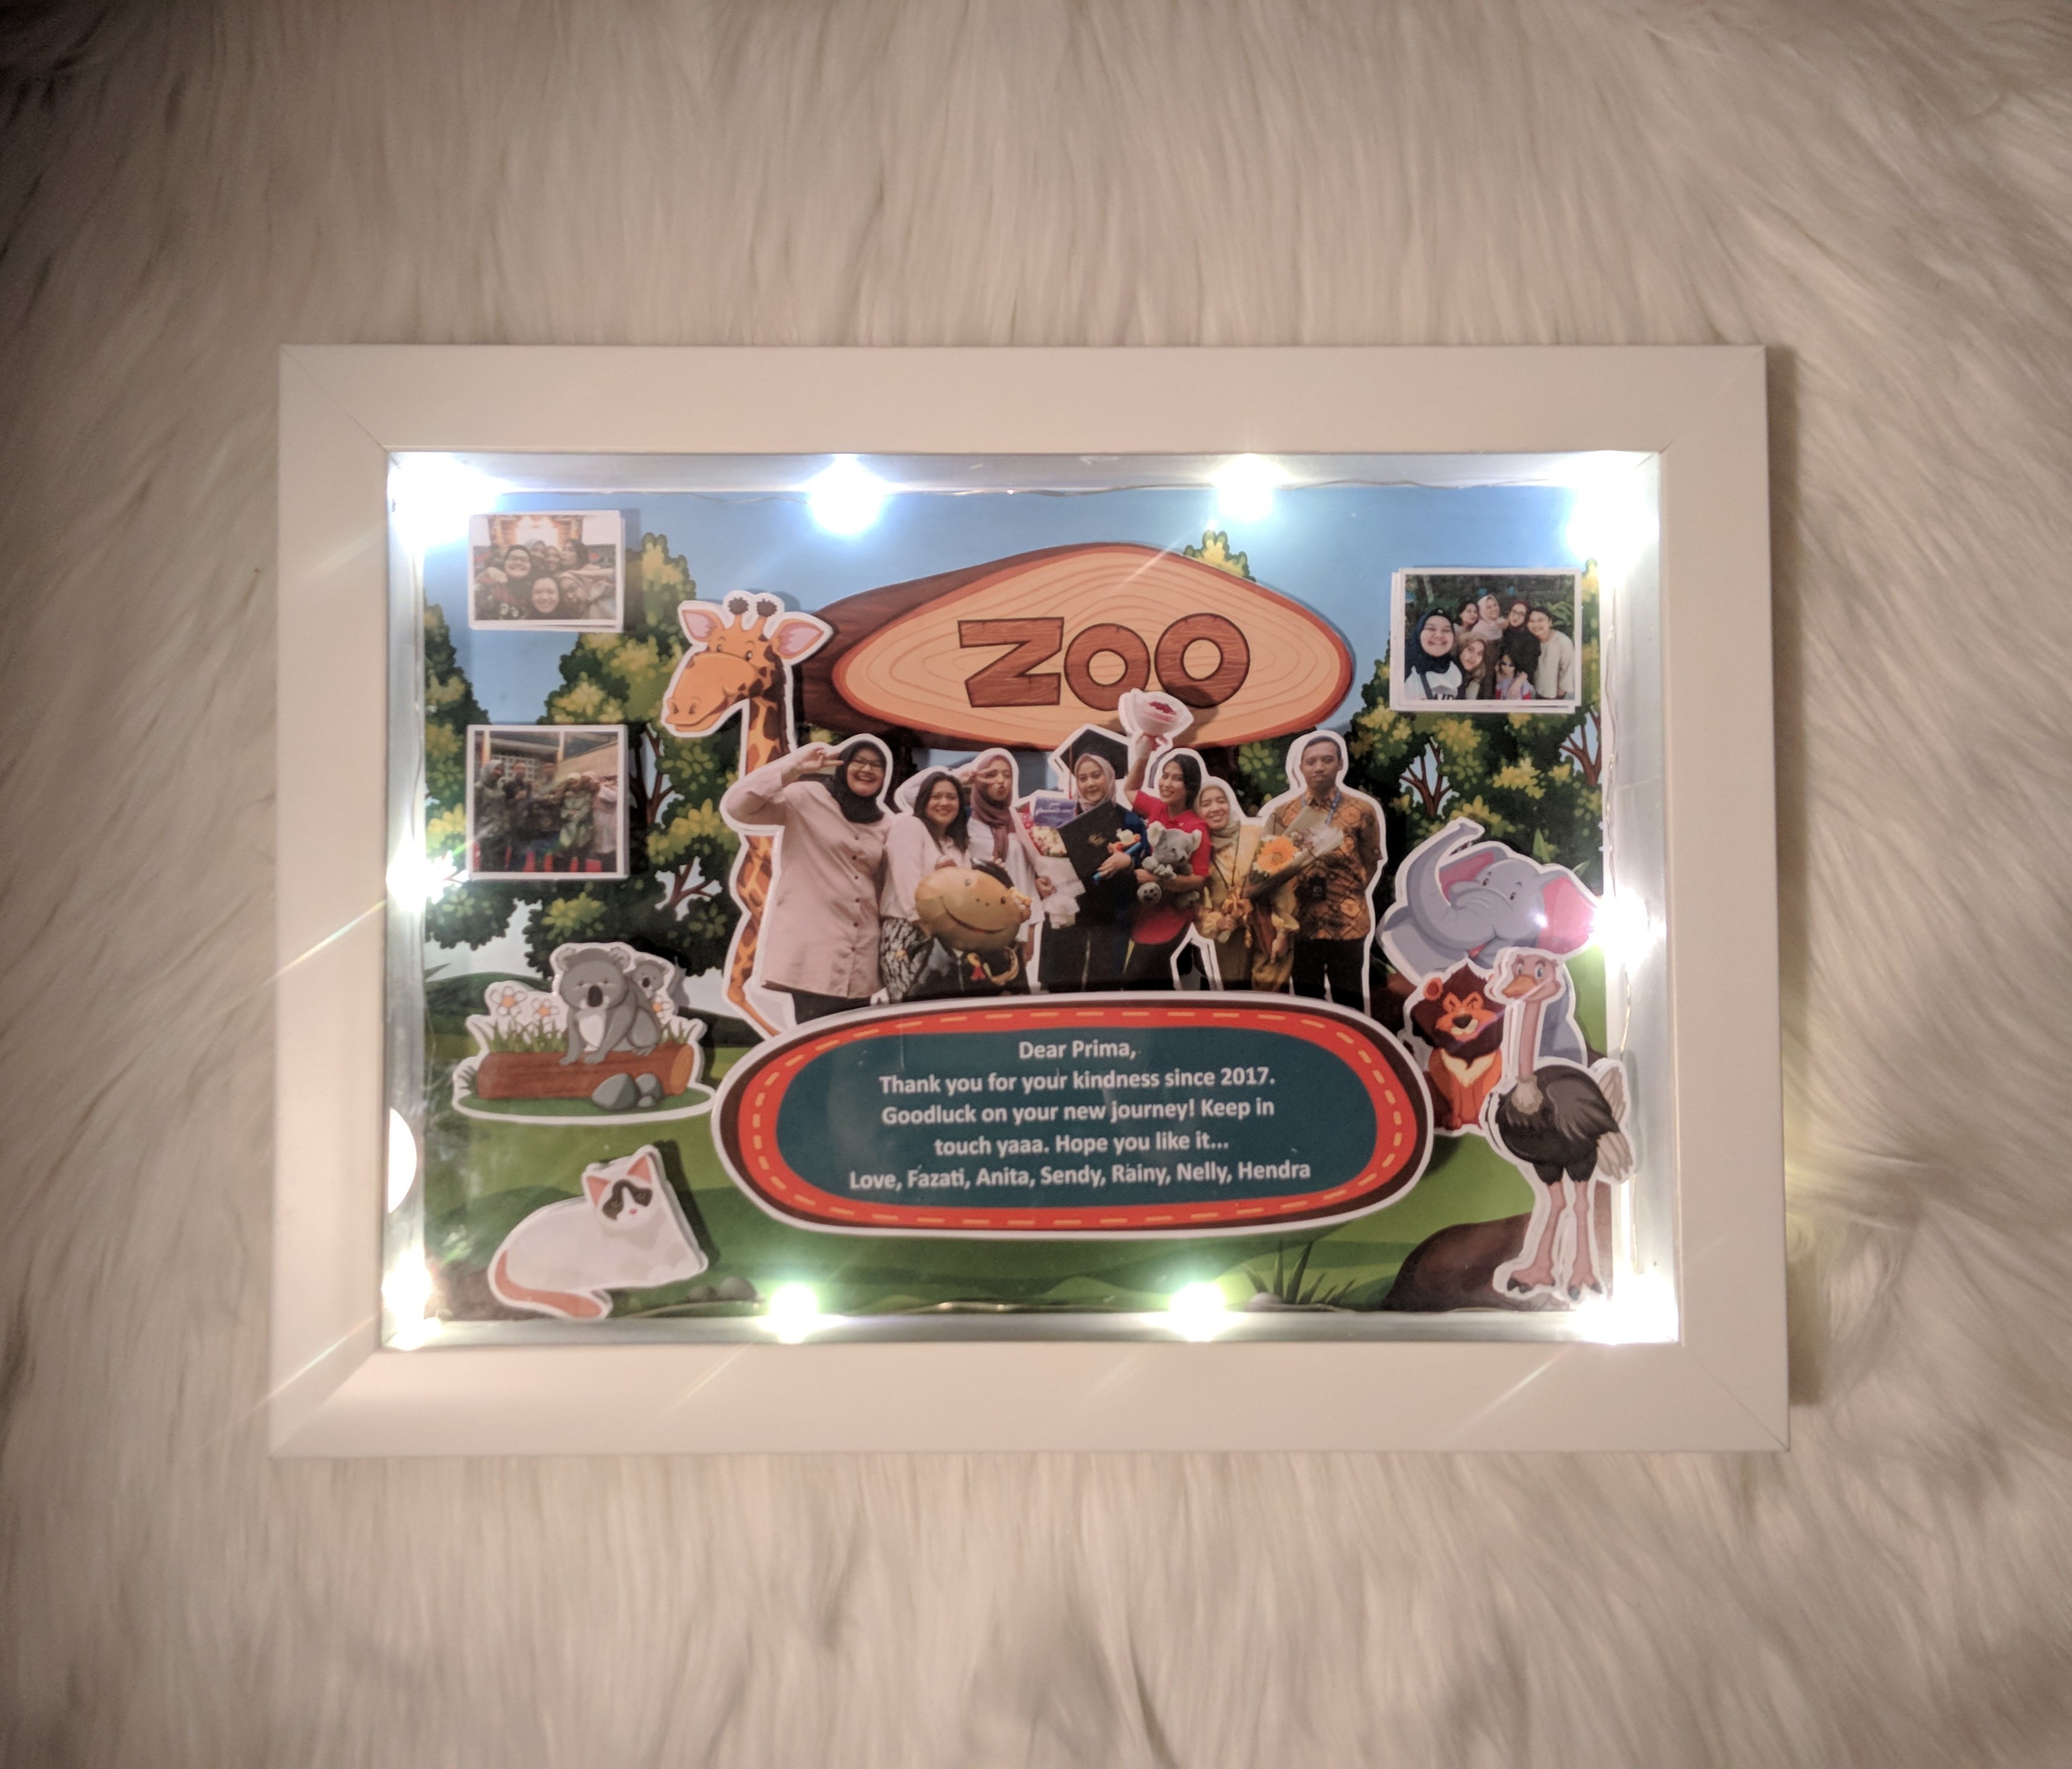 ZOO
Dear Prima,
Thank you for your kindness since 2017.
Goodluck on your new journey! Keep in
touch yaaa. Hope you like it...
Love, Fazati, Anita, Sendy, Rainy, Nelly, Hendra